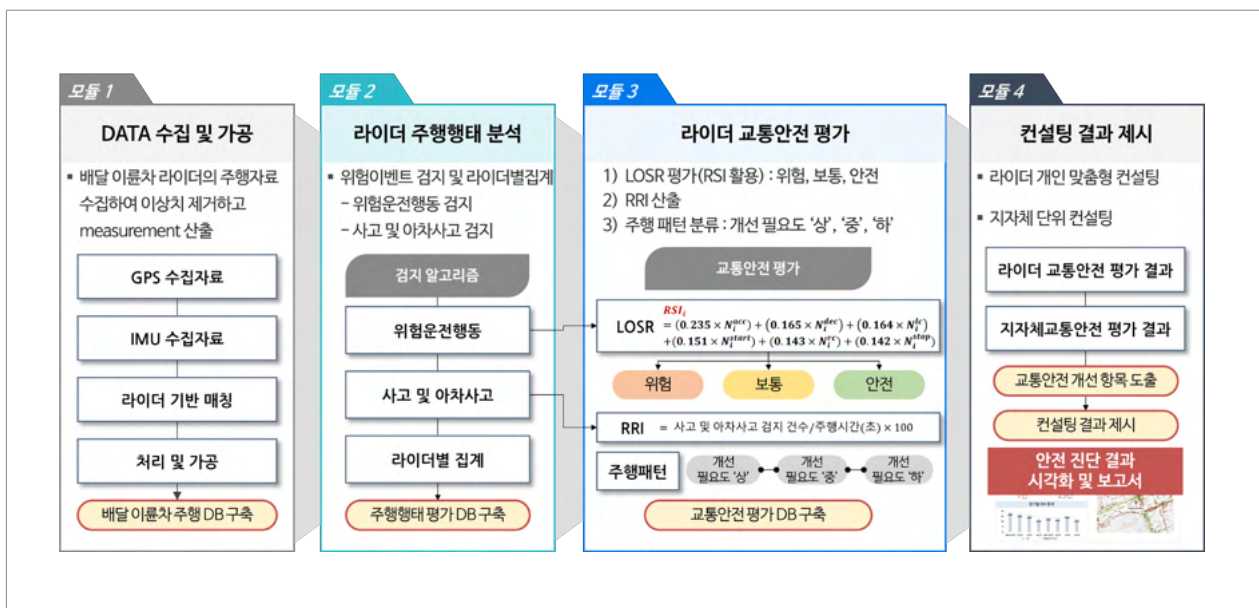 모듈 1
DATA 수집 및 가공
▪ 배달 이륜차 라이더의 주행자료
수집하여 이상치 제거하고
measurement 산출
GPS 수집자료
IMU 수집자료
라이더 기반 매칭
처리 및 가공
배달 이륜차 주행 DB 구축
모듈 2
라이더 주행행태 분석
▪ 위험이벤트 검지 및 라이더별집계
– 위험운전행동 검지
– 사고 및 아차사고 검지
검지 알고리즘
위험운전행동
사고 및 아차사고
라이더별 집계
주행행태 평가 DB 구축
모듈 3
라이더 교통안전 평가
1) LOSR 평가(RSI 활용) : 위험, 보통, 안전
2) RRI 산출
3) 주행 패턴 분류 : 개선 필요도 ‘상’, ‘중’, ‘하’
교통안전 평가
RSI_i
LOSR = (0.235 × N_i^acc) + (0.165 × N_i^dec) + (0.164 × N_i^lc)
+(0.151 × N_i^start) + (0.143 × N_i^rc) + (0.142 × N_i^stop)
위험 보통 안전
RRI = 사고 및 아차사고 검지 건수/주행시간(초) × 100
주행패턴
개선 필요도 ‘상’
개선 필요도 ‘중’
개선 필요도 ‘하’
교통안전 평가 DB 구축
모듈 4
컨설팅 결과 제시
▪ 라이더 개인 맞춤형 컨설팅
▪ 지자체 단위 컨설팅
라이더 교통안전 평가 결과
지자체교통안전 평가 결과
교통안전 개선 항목 도출
컨설팅 결과 제시
안전 진단 결과
시각화 및 보고서